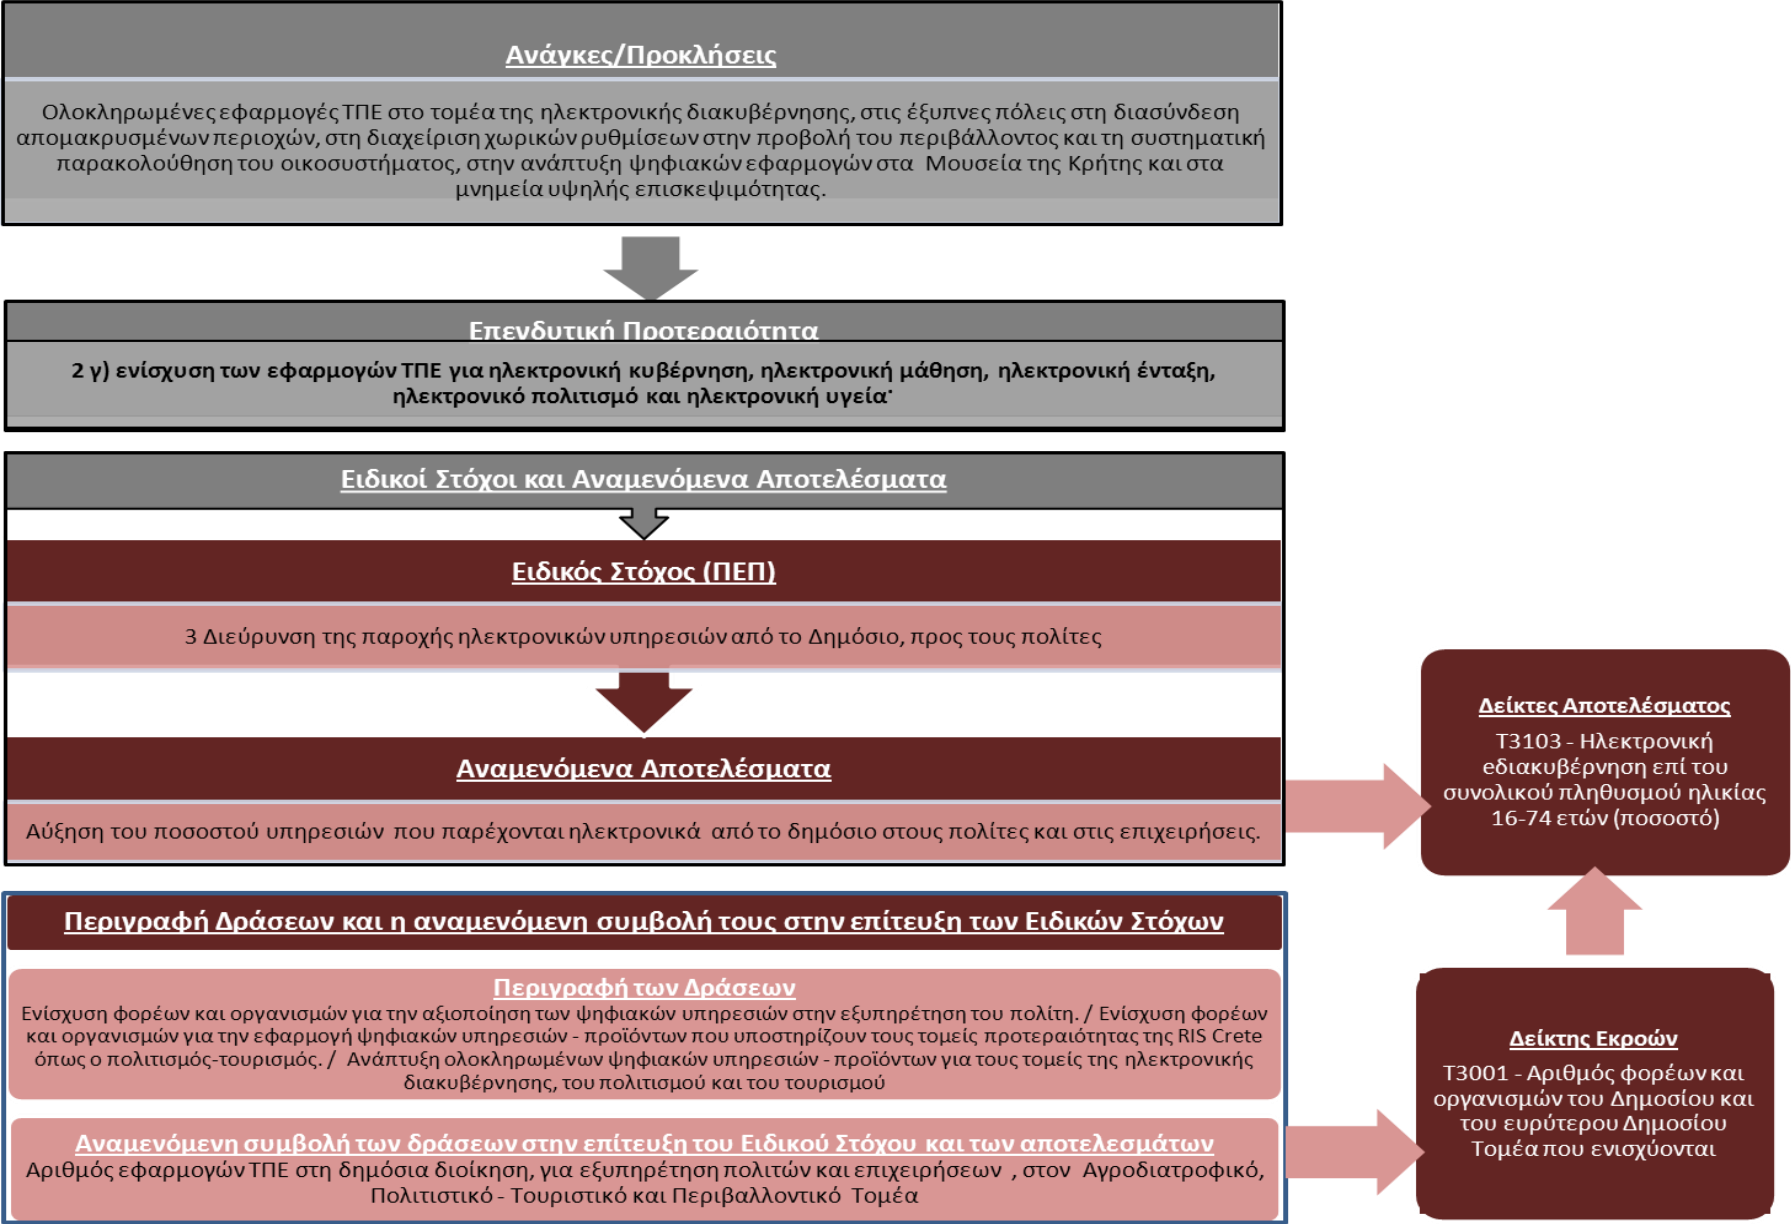 Ανάγκες/Προκλήσεις
Ολοκληρωμένες εφαρμογές ΤΠΕ στο τομέα της ηλεκτρονικής διακυβέρνησης, στις έξυπνες πόλεις στη διασύνδεση
απομακρυσμένων περιοχών, στη διαχείριση χωρικών ρυθμίσεων στην προβολή του περιβάλλοντος και τη συστηματική
παρακολούθηση του οικοσυστήματος, στην ανάπτυξη ψηφιακών εφαρμογών στα Μουσεία της Κρήτης και στα
μνημεία υψηλής επισκεψιμότητας.
Επενδυτική Προτεραιότητα
2 γ) ενίσχυση των εφαρμογών ΤΠΕ για ηλεκτρονική κυβέρνηση, ηλεκτρονική μάθηση, ηλεκτρονική ένταξη,
ηλεκτρονικό πολιτισμό και ηλεκτρονική υγεία·
Ειδικοί Στόχοι και Αναμενόμενα Αποτελέσματα
Ειδικός Στόχος (ΠΕΠ)
3 Διεύρυνση της παροχής ηλεκτρονικών υπηρεσιών από το Δημόσιο, προς τους πολίτες
Αναμενόμενα Αποτελέσματα
Αύξηση του ποσοστού υπηρεσιών που παρέχονται ηλεκτρονικά από το δημόσιο στους πολίτες και στις επιχειρήσεις.
Δείκτες Αποτελέσματος
Τ3103 - Ηλεκτρονική
eδιακυβέρνηση επί του
συνολικού πληθυσμού ηλικίας
16-74 ετών (ποσοστό)
Περιγραφή Δράσεων και η αναμενόμενη συμβολή τους στην επίτευξη των Ειδικών Στόχων
Περιγραφή των Δράσεων
Ενίσχυση φορέων και οργανισμών για την αξιοποίηση των ψηφιακών υπηρεσιών στην εξυπηρέτηση του πολίτη. / Ενίσχυση φορέων
και οργανισμών για την εφαρμογή ψηφιακών υπηρεσιών - προϊόντων που υποστηρίζουν τους τομείς προτεραιότητας της RIS Crete
όπως ο πολιτισμός-τουρισμός. / Ανάπτυξη ολοκληρωμένων ψηφιακών υπηρεσιών - προϊόντων για τους τομείς της ηλεκτρονικής
διακυβέρνησης, του πολιτισμού και του τουρισμού
Αναμενόμενη συμβολή των δράσεων στην επίτευξη του Ειδικού Στόχου και των αποτελεσμάτων
Αριθμός εφαρμογών ΤΠΕ στη δημόσια διοίκηση, για εξυπηρέτηση πολιτών και επιχειρήσεων , στον Αγροδιατροφικό,
Πολιτιστικό - Τουριστικό και Περιβαλλοντικό Τομέα
Δείκτης Εκροών
Τ3001 - Αριθμός φορέων και
οργανισμών του Δημοσίου και
του ευρύτερου Δημοσίου
Τομέα που ενισχύονται